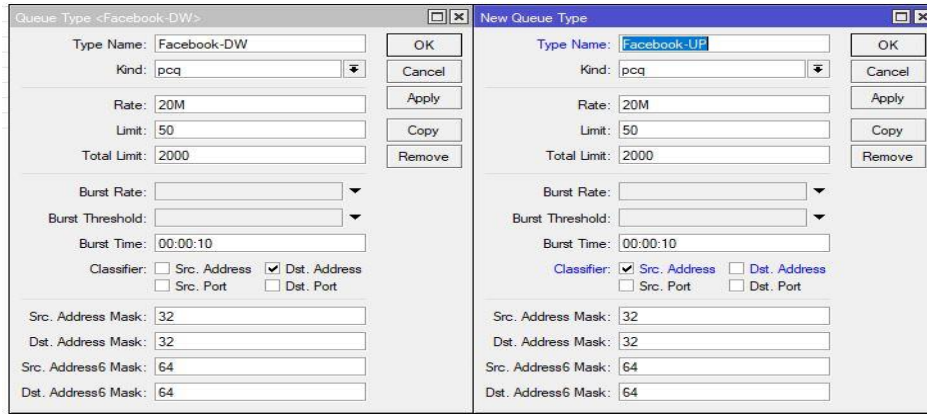 Queue Type <Facebook-DW>
Type Name: Facebook-DW
Kind: pcq
Rate: 20M
Limit: 50
Total Limit: 2000
Burst Rate:
Burst Threshold:
Burst Time: 00:00:10
Classifier: Src. Address Dst. Address
Src. Port Dst. Port
Src. Address Mask: 32
Dst. Address Mask: 32
Src. Address6 Mask: 64
Dst. Address6 Mask: 64
OK
Cancel
Apply
Copy
Remove
New Queue Type
Type Name: Facebook-UP
Kind: pcq
Rate: 20M
Limit: 50
Total Limit: 2000
Burst Rate:
Burst Threshold:
Burst Time: 00:00:10
Classifier: Src. Address Dst. Address
Src. Port Dst. Port
Src. Address Mask: 32
Dst. Address Mask: 32
Src. Address6 Mask: 64
Dst. Address6 Mask: 64
OK
Cancel
Apply
Copy
Remove